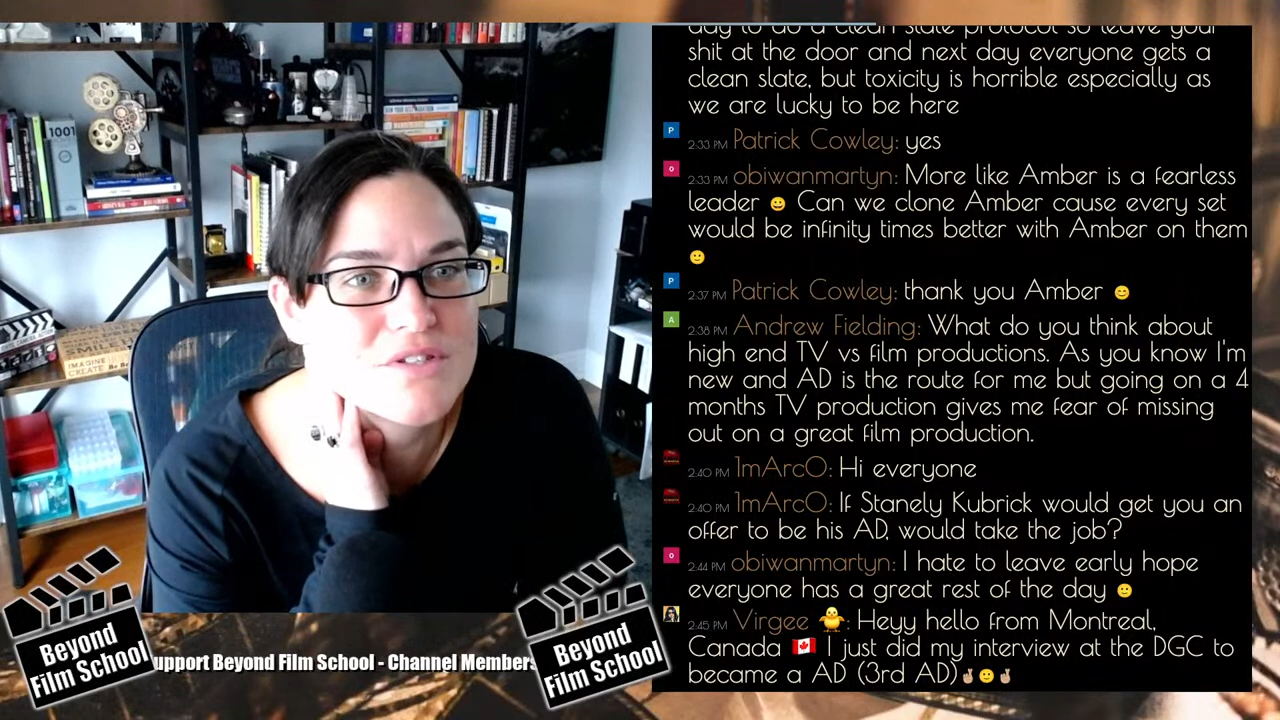 day to do a clean slate protocol so leave your
shit at the door and next day everyone gets a
clean slate, but toxicity is horrible especially as
we are lucky to be here
P 2:33 PM Patrick Cowley: yes
o 2:33 PM obiwanmartyn: More like Amber is a fearless
leader 😀 Can we clone Amber cause every set
would be infinity times better with Amber on them
🙂
P 2:37 PM Patrick Cowley: thank you Amber 😊
A 2:38 PM Andrew Fielding: What do you think about
high end TV vs film productions. As you know I'm
new and AD is the route for me but going on a 4
months TV production gives me fear of missing
out on a great film production.
2:40 PM 1mArcO: Hi everyone
2:40 PM 1mArcO: If Stanely Kubrick would get you an
offer to be his AD, would take the job?
o 2:44 PM obiwanmartyn: I hate to leave early hope
everyone has a great rest of the day 🙂
2:45 PM Virgee 🐥: Heyy hello from Montreal,
Canada 🇨🇦 I just did my interview at the DGC to
became a AD (3rd AD)✌🏼🙂✌🏼
1001
IMAGINE
CREATE
Beyond
Film School
upport Beyond Film School - Channel Members
Beyond
Film School